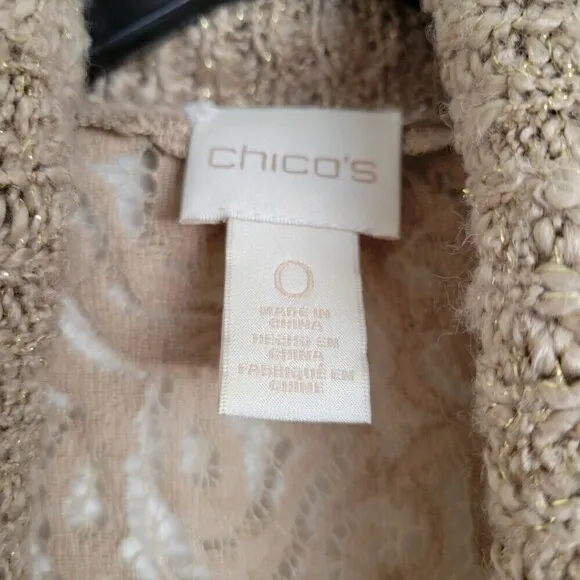 chico's
0
MADE IN
CHINA
HECHO EN
CHINA
FABRIQUÉ EN
CHINE